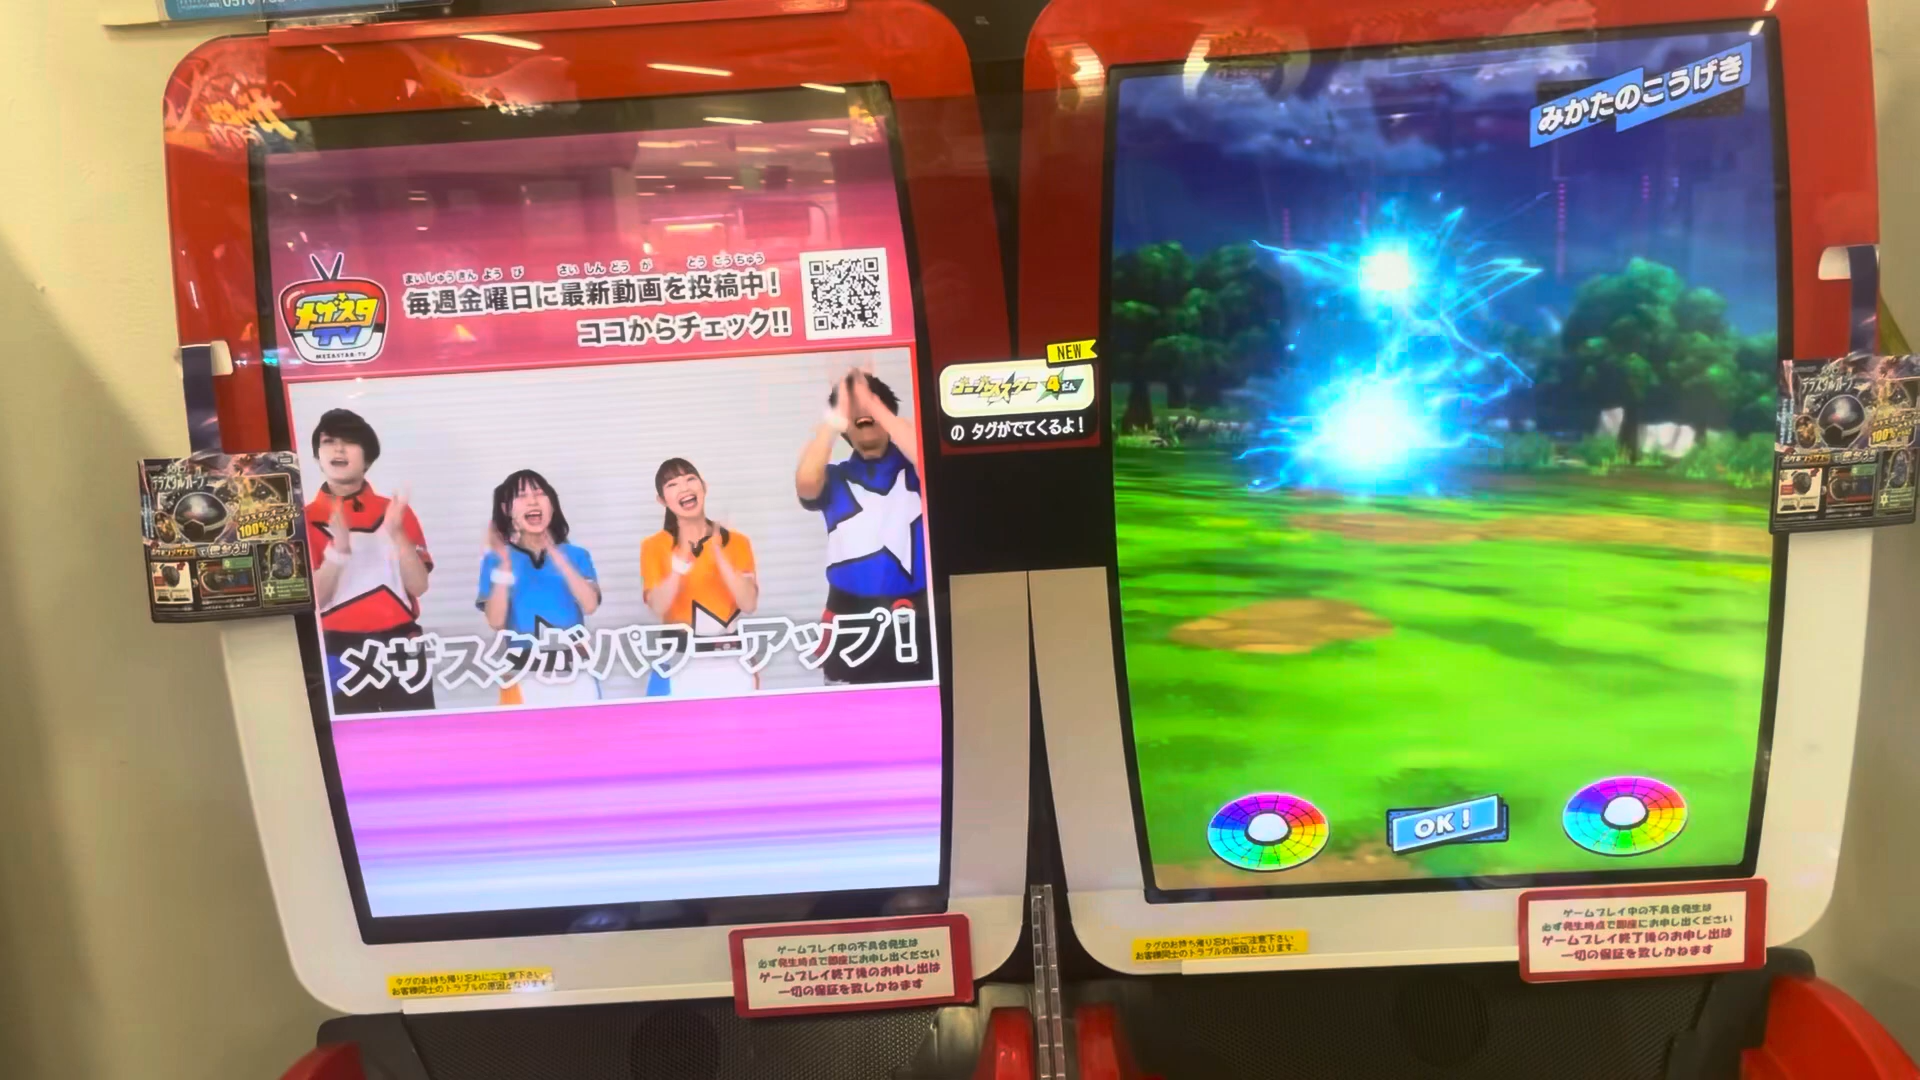 まいしゅうきんようび さいしんどうが とうこうちゅう
毎週金曜日に最新動画を投稿中!
ココからチェック!!
メザスタ
TV
MEZASTAR-TV
メザスタがパワーアップ!
NEW
ゴージャスター4だん
の タグがでてくるよ!
みかたのこうげき
OK!
テラスタルオーブ
100%
タグのお持ち帰り忘れにご注意下さい
お客様同士のトラブルの原因となります。
ゲームプレイ中の不具合発生は
必ず発生時点で即座にお申し出ください
ゲームプレイ終了後のお申し出は
一切の保証を致しかねます
テラスタルオーブ
100%
タグのお持ち帰り忘れにご注意下さい
お客様同士のトラブルの原因となります。
ゲームプレイ中の不具合発生は
必ず発生時点で即座にお申し出ください
ゲームプレイ終了後のお申し出は
一切の保証を致しかねます